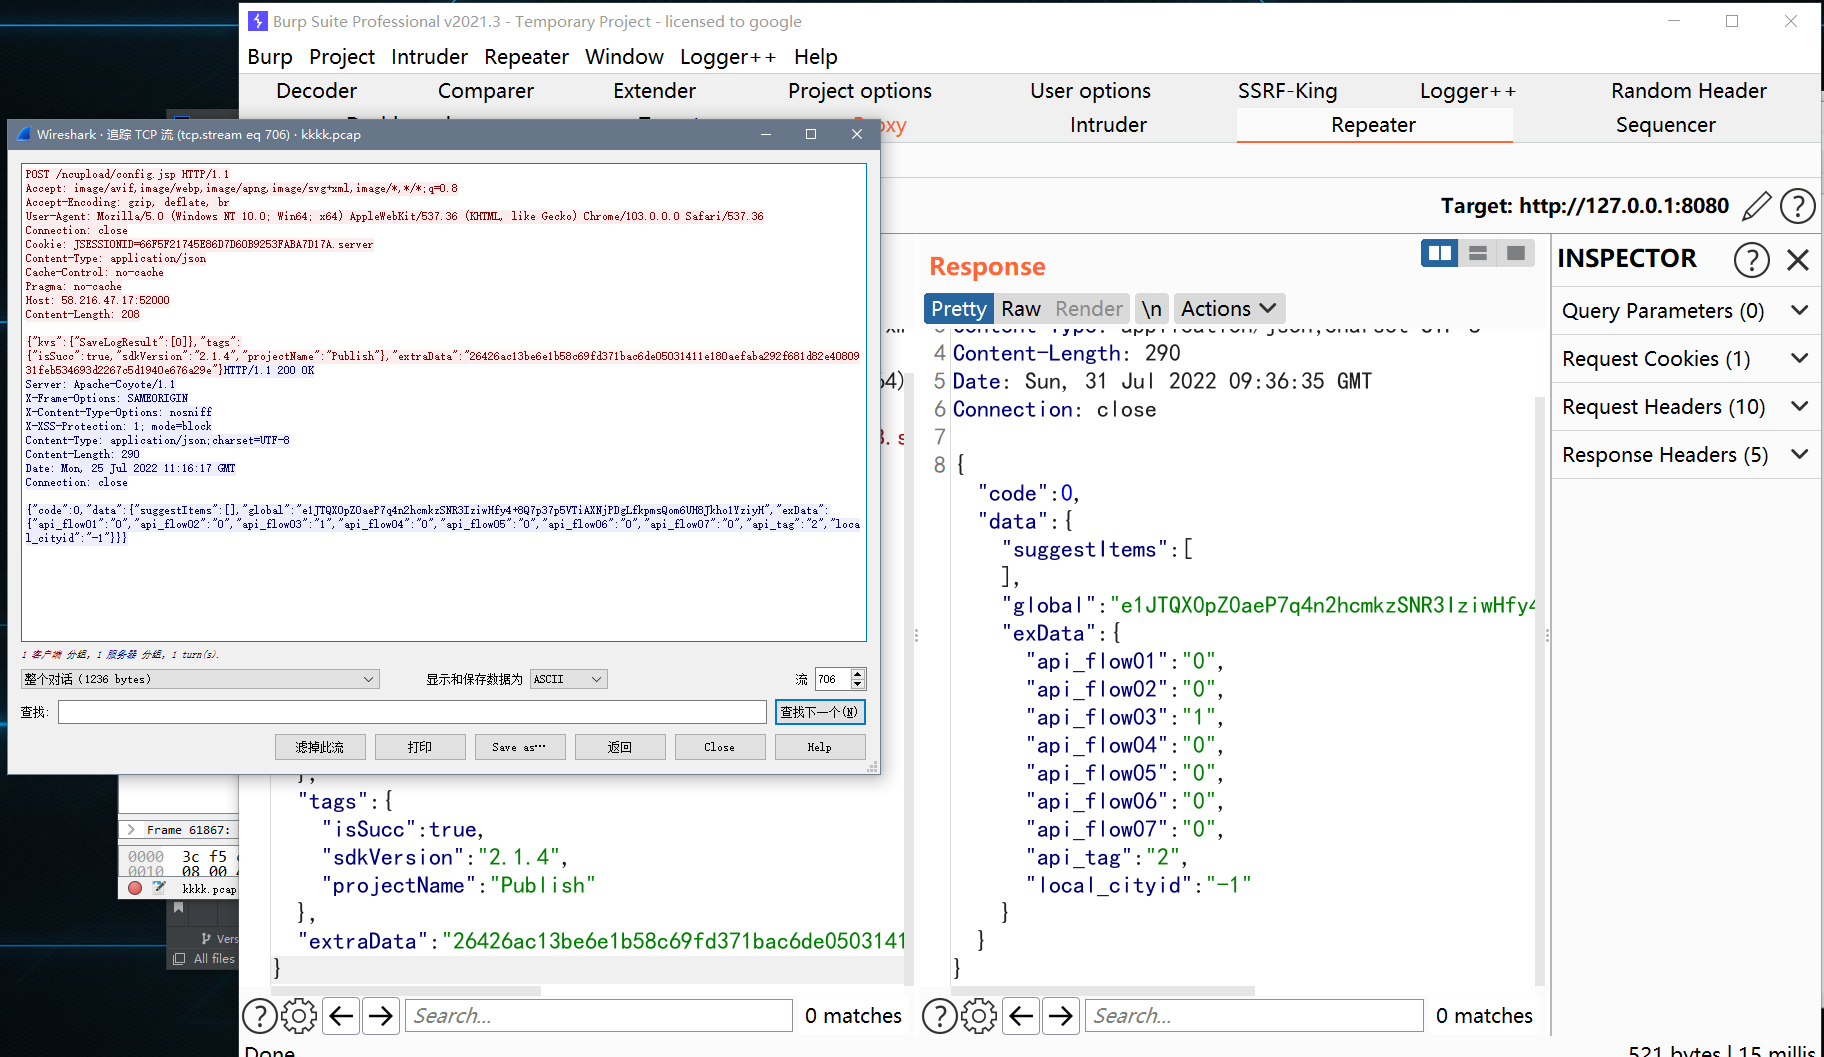 Burp Suite Professional v2021.3 - Temporary Project - licensed to google
Burp Project Intruder Repeater Window Logger++ Help
Decoder Comparer Extender Project options User options SSRF-King Logger++ Random Header
Intruder Repeater Sequencer
Target: http://127.0.0.1:8080
Wireshark · 追踪 TCP 流 (tcp.stream eq 706) · kkkk.pcap
POST /ncupload/config.jsp HTTP/1.1
Accept: image/avif,image/webp,image/apng,image/svg+xml,image/*,*/*;q=0.8
Accept-Encoding: gzip, deflate, br
User-Agent: Mozilla/5.0 (Windows NT 10.0; Win64; x64) AppleWebKit/537.36 (KHTML, like Gecko) Chrome/103.0.0.0 Safari/537.36
Connection: close
Cookie: JSESSIONID=66F5F21745E86D7D60B9253FABA7D17A.server
Content-Type: application/json
Cache-Control: no-cache
Pragma: no-cache
Host: 58.216.47.17:52000
Content-Length: 208
{"kvs":{"SaveLogResult":[0]},"tags":
{"isSucc":true,"sdkVersion":"2.1.4","projectName":"Publish"},"extraData":"26426ac13be6e1b58c69fd371bac6de05031411e180aefaba292f681d82e40809
31feb534693d2267c5d1940e676a29e"}HTTP/1.1 200 OK
Server: Apache-Coyote/1.1
X-Frame-Options: SAMEORIGIN
X-Content-Type-Options: nosniff
X-XSS-Protection: 1; mode=block
Content-Type: application/json;charset=UTF-8
Content-Length: 290
Date: Mon, 25 Jul 2022 11:16:17 GMT
Connection: close
{"code":0,"data":{"suggestItems":[],"global":"e1JTQX0pZ0aeP7q4n2hcmkzSNR3IziwHfy4+8Q7p37p5VTiAXNjPDgLfkpmsQom6UH8Jkho1YziyH","exData":
{"api_flow01":"0","api_flow02":"0","api_flow03":"1","api_flow04":"0","api_flow05":"0","api_flow06":"0","api_flow07":"0","api_tag":"2","loca
l_cityid":"-1"}}}
1 客户端 分组, 1 服务器 分组, 1 turn(s).
整个对话 (1236 bytes) 显示和保存数据为 ASCII 流 706
查找: 查找下一个(N)
滤掉此流 打印 Save as… 返回 Close Help
Frame 61867:
0000 3c f5
0010 08 00
kkkk.pcap
Vers
All files
},
"tags":{
"isSucc":true,
"sdkVersion":"2.1.4",
"projectName":"Publish"
},
"extraData":"26426ac13be6e1b58c69fd371bac6de0503141
}
Search... 0 matches
Done
Response
Pretty Raw Render \n Actions
4 Content-Length: 290
5 Date: Sun, 31 Jul 2022 09:36:35 GMT
6 Connection: close
7
8 {
"code":0,
"data":{
"suggestItems":[
],
"global":"e1JTQX0pZ0aeP7q4n2hcmkzSNR3IziwHfy4
"exData":{
"api_flow01":"0",
"api_flow02":"0",
"api_flow03":"1",
"api_flow04":"0",
"api_flow05":"0",
"api_flow06":"0",
"api_flow07":"0",
"api_tag":"2",
"local_cityid":"-1"
}
}
}
Search... 0 matches
INSPECTOR
Query Parameters (0)
Request Cookies (1)
Request Headers (10)
Response Headers (5)
521 bytes | 15 millis